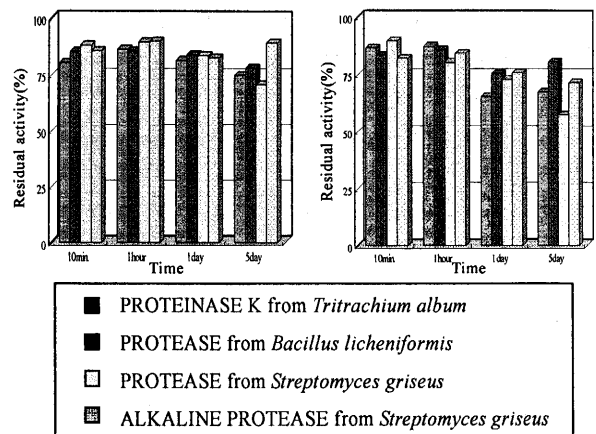 100
75
50
25
0
Residual activity(%)
10min.
1hour
1day
5day
Time
100
75
50
25
0
Residual activity(%)
10min.
1hour
1day
5day
Time
PROTEINASE K from Tritrachium album
PROTEASE from Bacillus licheniformis
PROTEASE from Streptomyces griseus
ALKALINE PROTEASE from Streptomyces griseus